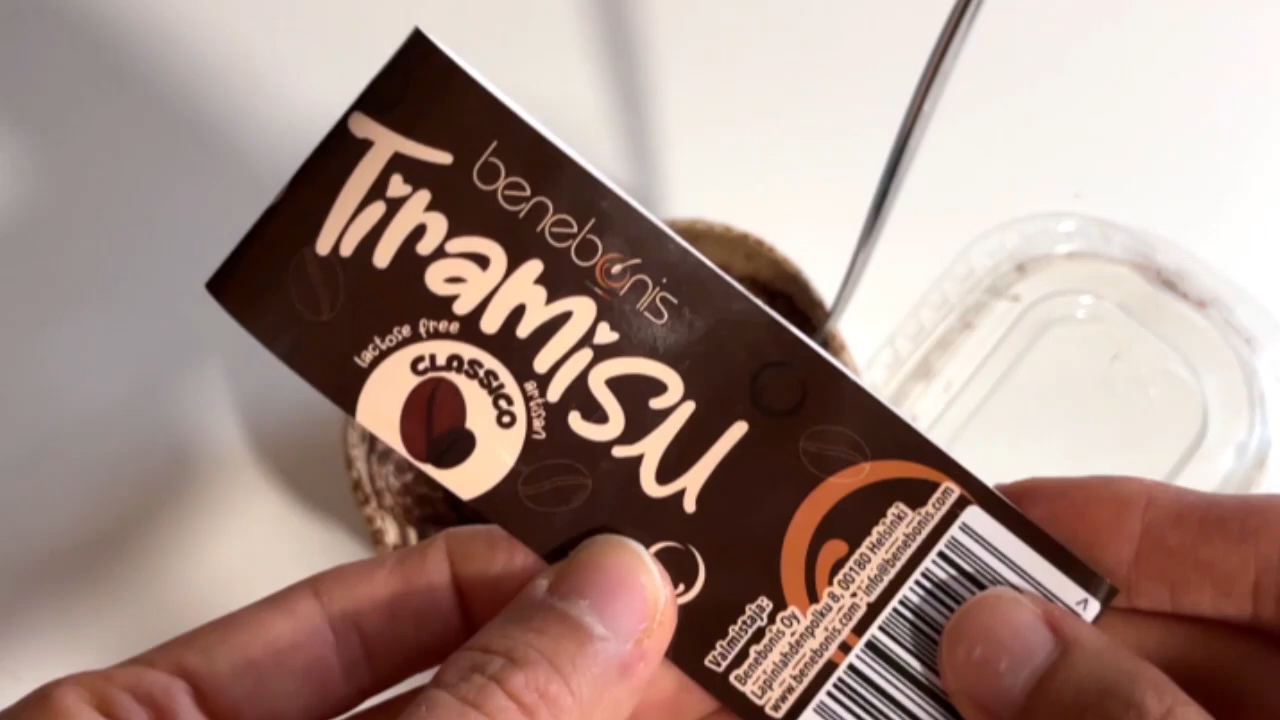 benebonis
Tiramisu
lactose free
CLASSICO
artisan
Valmistaja:
Benebonis Oy
Lapinlahdenpolku 8, 00180 Helsinki
www.benebonis.com - info@benebonis.com